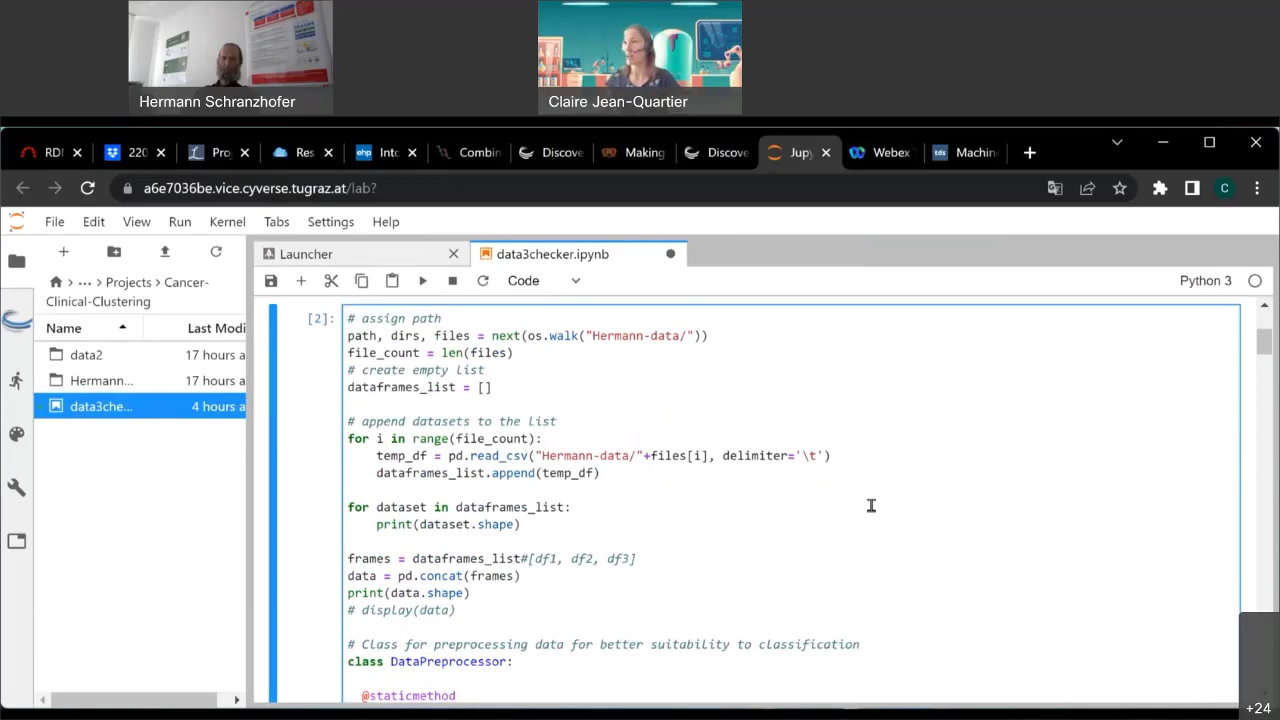 Hermann Schranzhofer
Claire Jean-Quartier
RDI
220
Pro
Res
ehp Intc
Combin
Discove
Making
Discove
Jupy
Webex
tds Machin
a6e7036be.vice.cyverse.tugraz.at/lab?
C
File Edit View Run Kernel Tabs Settings Help
Launcher
data3checker.ipynb
Code
Python 3
… > Projects > Cancer-
Clinical-Clustering
Name Last Modi
data2 17 hours a
Hermann... 17 hours a
data3che... 4 hours a
[2]: # assign path
path, dirs, files = next(os.walk("Hermann-data/"))
file_count = len(files)
# create empty list
dataframes_list = []
# append datasets to the list
for i in range(file_count):
    temp_df = pd.read_csv("Hermann-data/"+files[i], delimiter='\t')
    dataframes_list.append(temp_df)
for dataset in dataframes_list:
    print(dataset.shape)
frames = dataframes_list#[df1, df2, df3]
data = pd.concat(frames)
print(data.shape)
# display(data)
# Class for preprocessing data for better suitability to classification
class DataPreprocessor:
  @staticmethod
+24